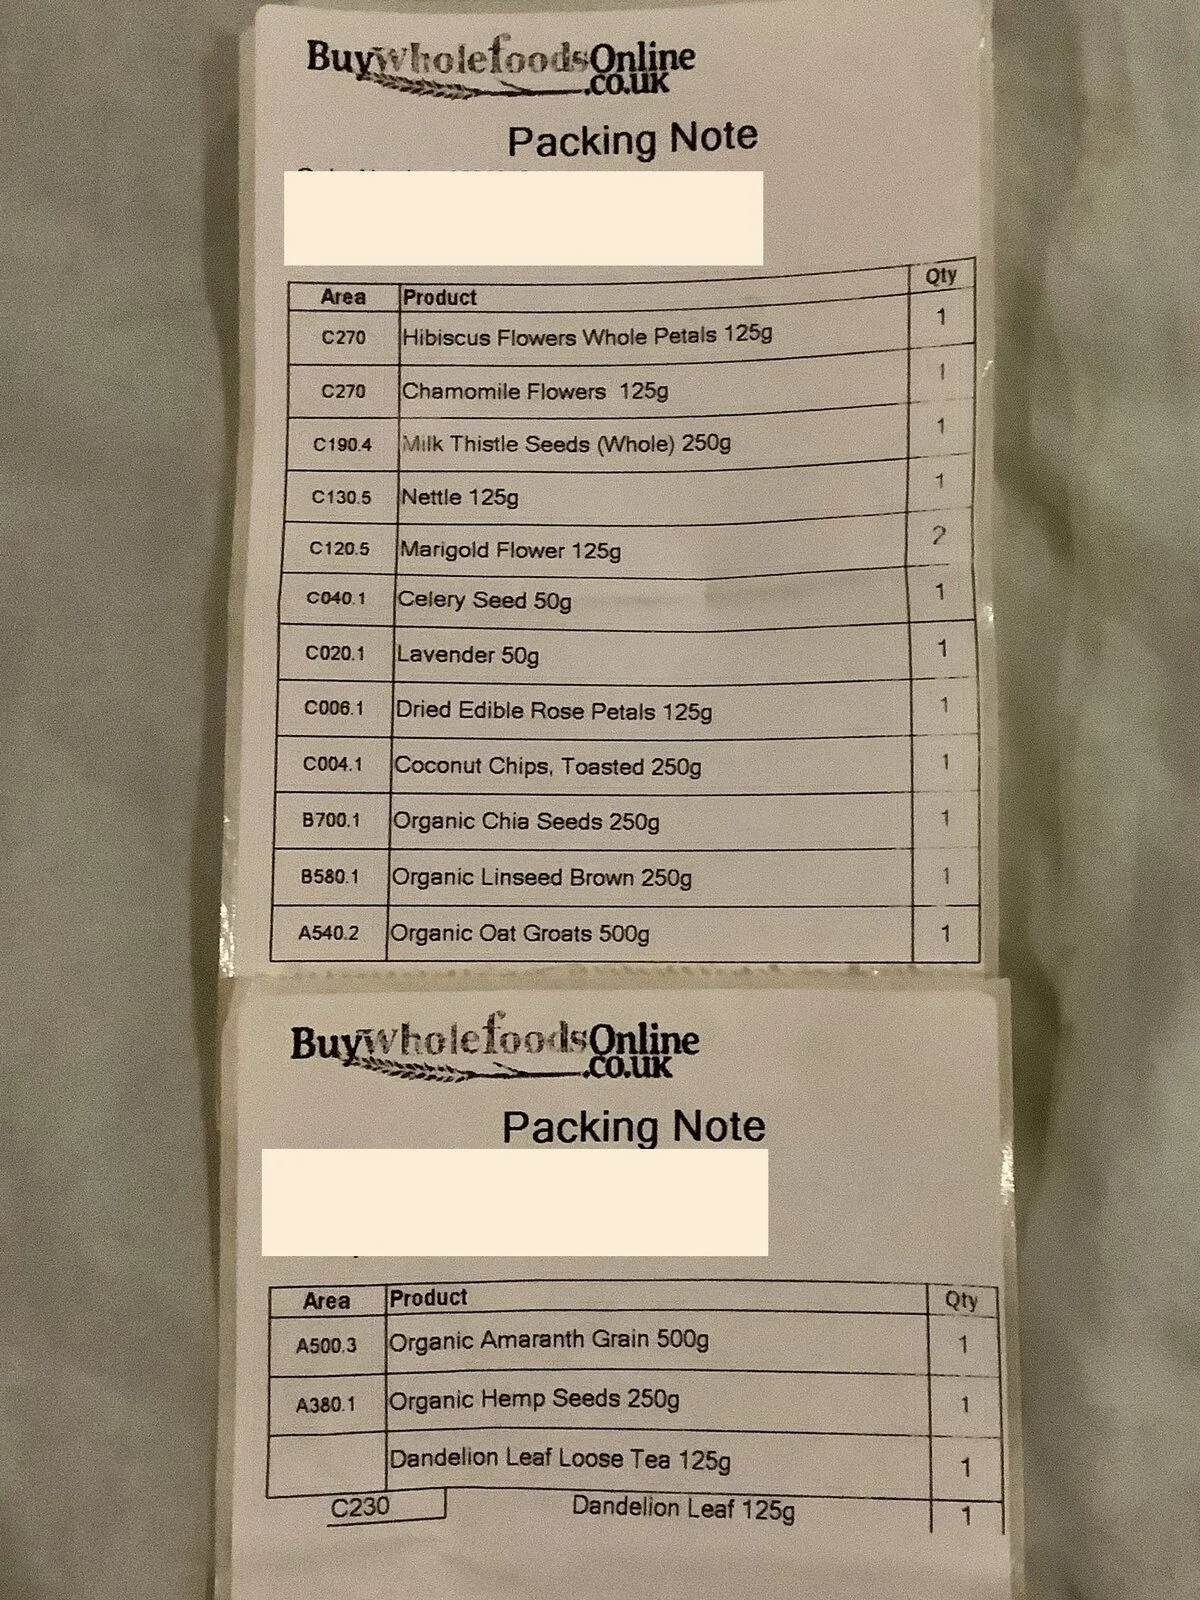 BuyWholefoodsOnline
.CO.UK
Packing Note
Area Product Qty
C270 Hibiscus Flowers Whole Petals 125g 1
C270 Chamomile Flowers 125g 1
C190.4 Milk Thistle Seeds (Whole) 250g 1
C130.5 Nettle 125g 1
C120.5 Marigold Flower 125g 2
C040.1 Celery Seed 50g 1
C020.1 Lavender 50g 1
C006.1 Dried Edible Rose Petals 125g 1
C004.1 Coconut Chips, Toasted 250g 1
B700.1 Organic Chia Seeds 250g 1
B580.1 Organic Linseed Brown 250g 1
A540.2 Organic Oat Groats 500g 1
BuyWholefoodsOnline
.CO.UK
Packing Note
Area Product Qty
A500.3 Organic Amaranth Grain 500g 1
A380.1 Organic Hemp Seeds 250g 1
Dandelion Leaf Loose Tea 125g 1
C230 Dandelion Leaf 125g 1